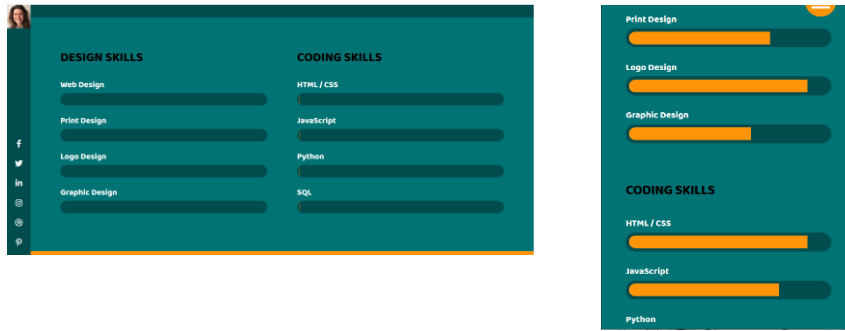 DESIGN SKILLS
Web Design
Print Design
Logo Design
Graphic Design
CODING SKILLS
HTML / CSS
JavaScript
Python
SQL
Print Design
Logo Design
Graphic Design
CODING SKILLS
HTML / CSS
JavaScript
Python